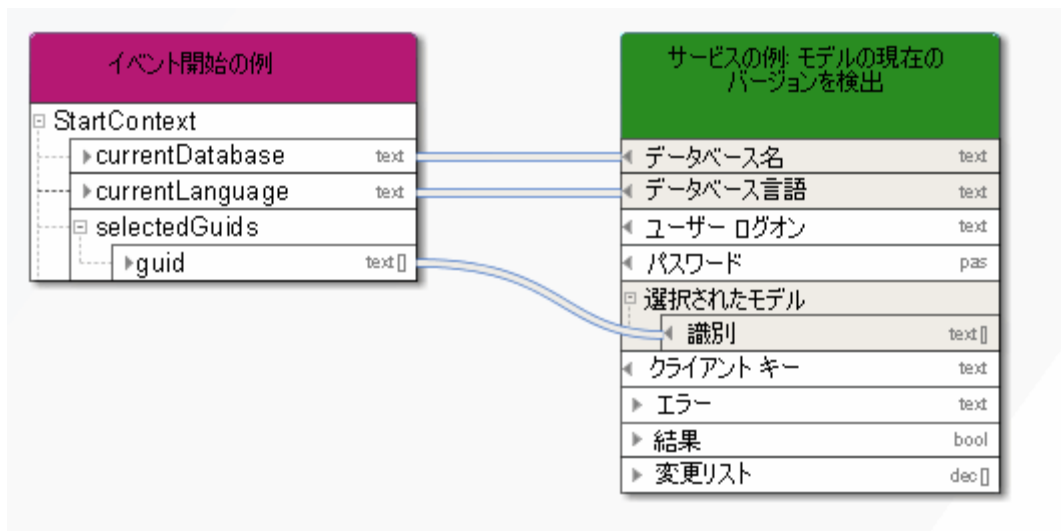 イベント開始の例
StartContext
currentDatabase text
currentLanguage text
selectedGuids
guid text[]
サービスの例: モデルの現在の
バージョンを検出
データベース名 text
データベース言語 text
ユーザー ログオン text
パスワード pas
選択されたモデル
識別 text[]
クライアント キー text
エラー text
結果 bool
変更リスト dec[]